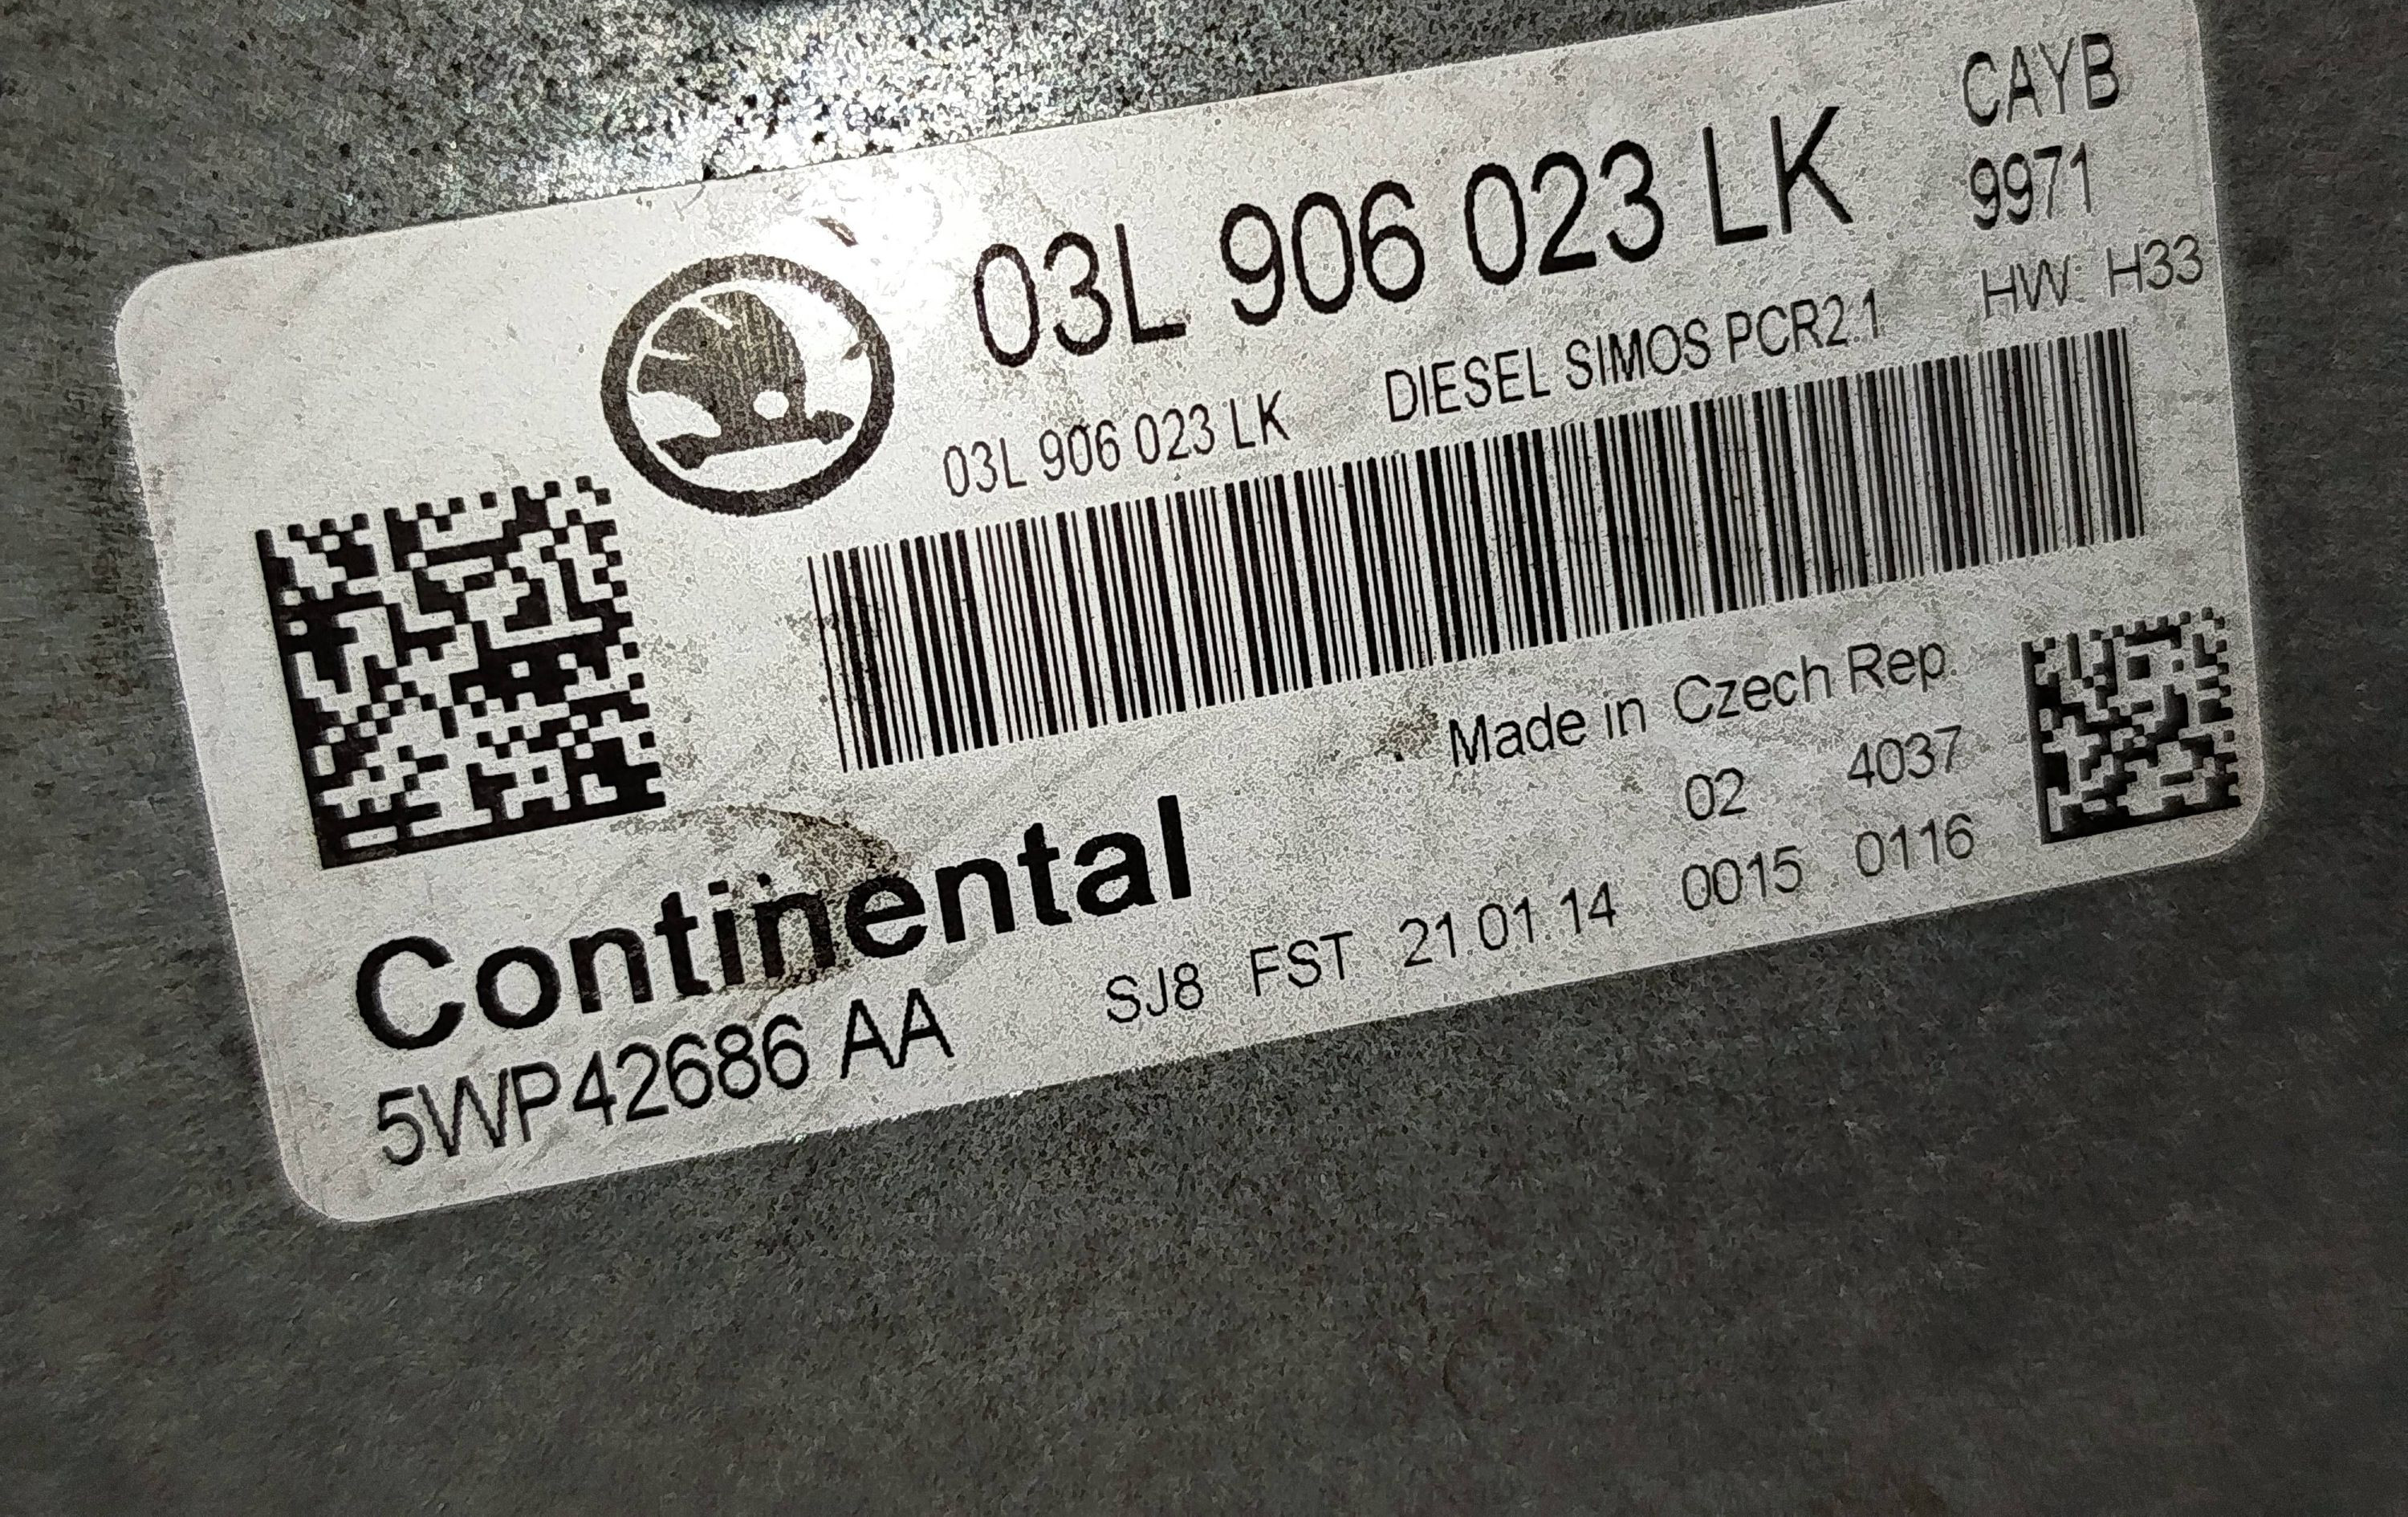 CAYB
03L 906 023 LK
9971
03L 906 023 LK DIESEL SIMOS PCR2.1 HW: H33
Made in Czech Rep.
02 4037
Continental
SJ8 FST 21.01.14 0015 0116
5WP42686 AA